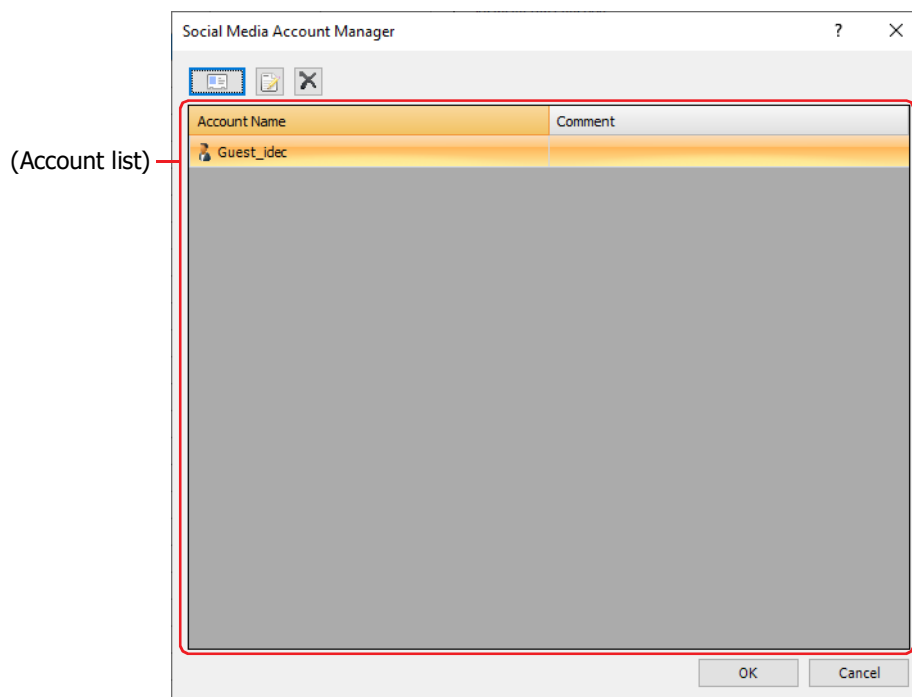 Social Media Account Manager ?
Account Name Comment
(Account list)
Guest_idec
OK Cancel